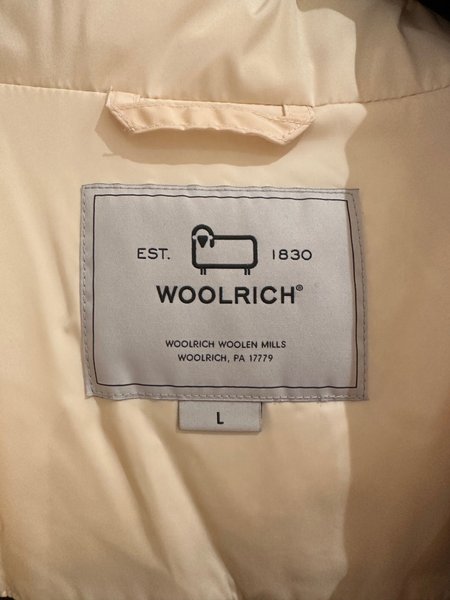 EST. 1830
WOOLRICH®
WOOLRICH WOOLEN MILLS
WOOLRICH, PA 17779
L